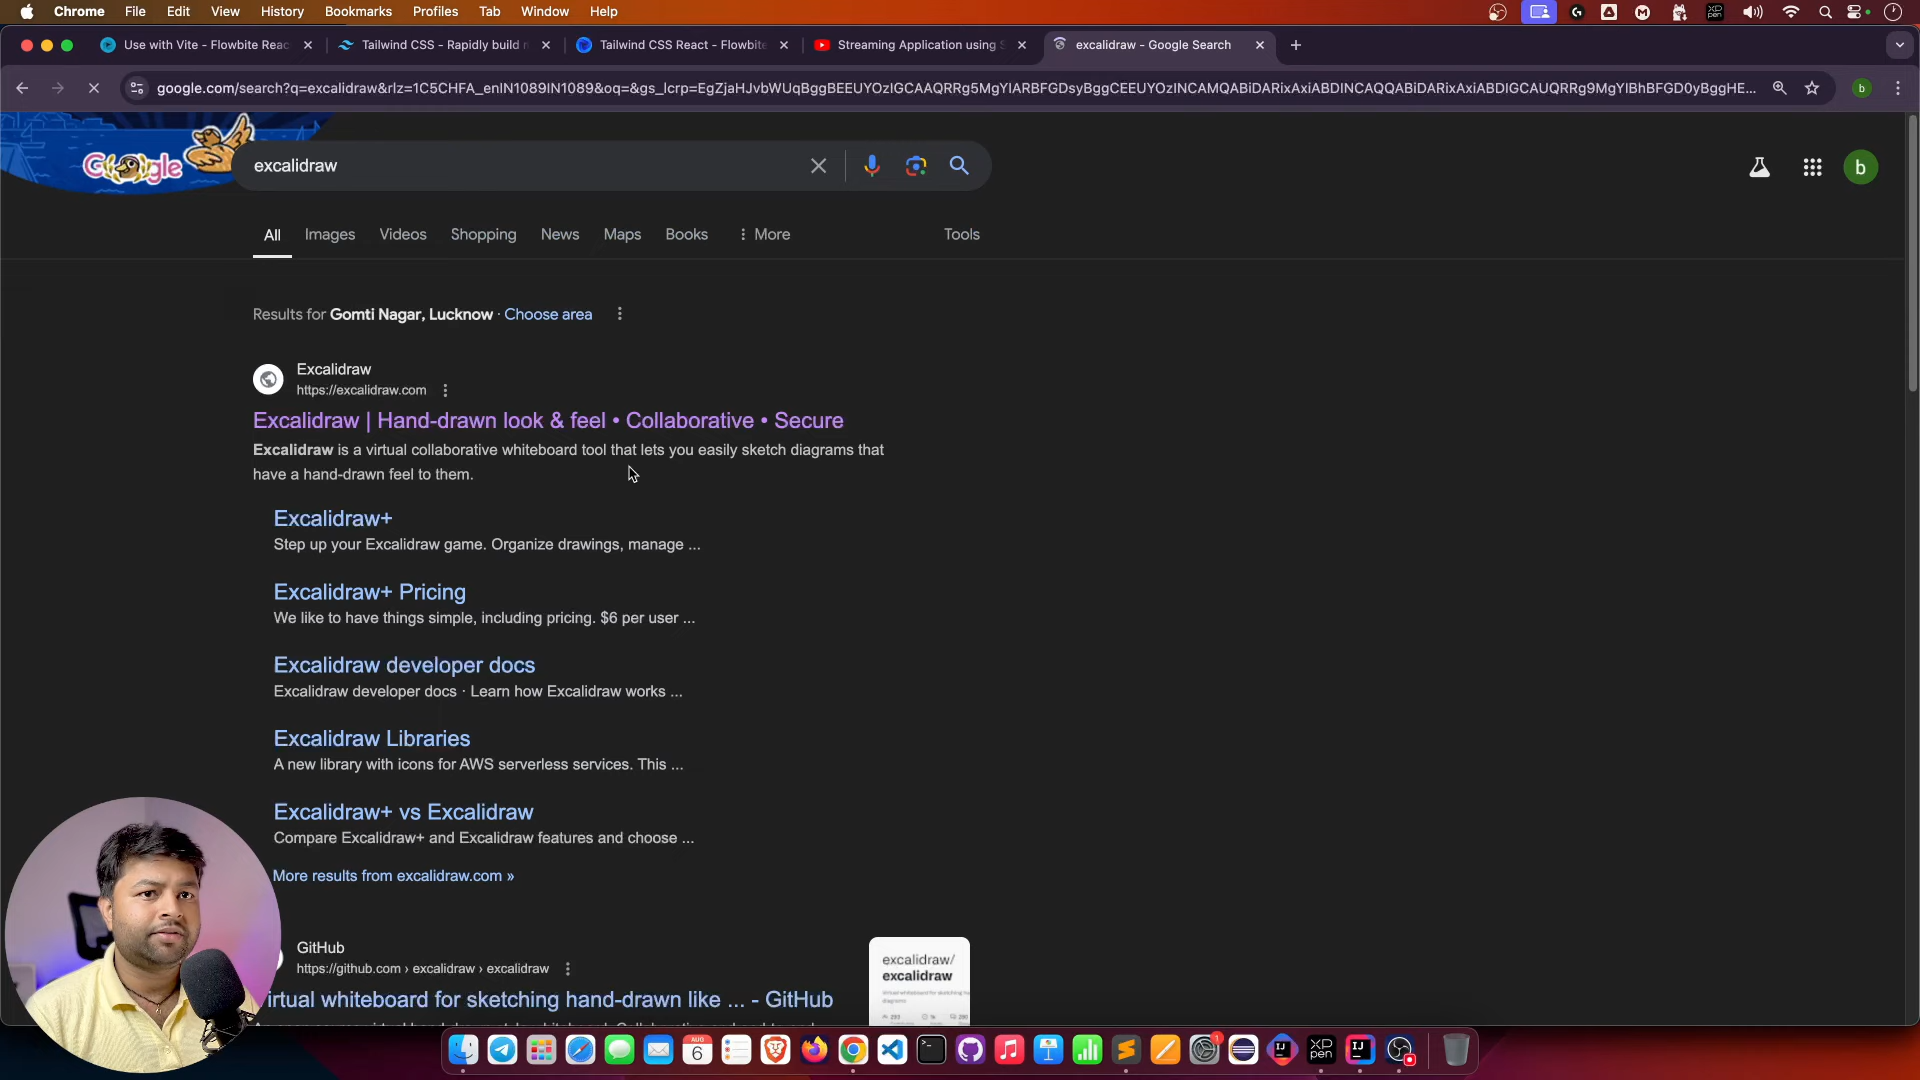 Chrome File Edit View History Bookmarks Profiles Tab Window Help
Use with Vite - Flowbite Reac
Tailwind CSS - Rapidly build
Tailwind CSS React - Flowbite
Streaming Application using
excalidraw - Google Search
google.com/search?q=excalidraw&rlz=1C5CHFA_enIN1089IN1089&oq=&gs_lcrp=EgZjaHJvbWUqBggBEEUYOzIGCAAQRRg5MgYIARBFGDsyBggCEEUYOzINCAMQABiDARixAxiABDINCAQQABiDARixAxiABDIGCAUQRRg9MgYIBhBFGD0yBggHE...
b
Google
excalidraw
b
All Images Videos Shopping News Maps Books More Tools
Results for Gomti Nagar, Lucknow · Choose area
Excalidraw
https://excalidraw.com
Excalidraw | Hand-drawn look & feel • Collaborative • Secure
Excalidraw is a virtual collaborative whiteboard tool that lets you easily sketch diagrams that
have a hand-drawn feel to them.
Excalidraw+
Step up your Excalidraw game. Organize drawings, manage ...
Excalidraw+ Pricing
We like to have things simple, including pricing. $6 per user ...
Excalidraw developer docs
Excalidraw developer docs · Learn how Excalidraw works ...
Excalidraw Libraries
A new library with icons for AWS serverless services. This ...
Excalidraw+ vs Excalidraw
Compare Excalidraw+ and Excalidraw features and choose ...
More results from excalidraw.com »
GitHub
https://github.com › excalidraw › excalidraw
irtual whiteboard for sketching hand-drawn like ... - GitHub
excalidraw/
excalidraw
AUG
6
1
IJ
XP
pen
IJ